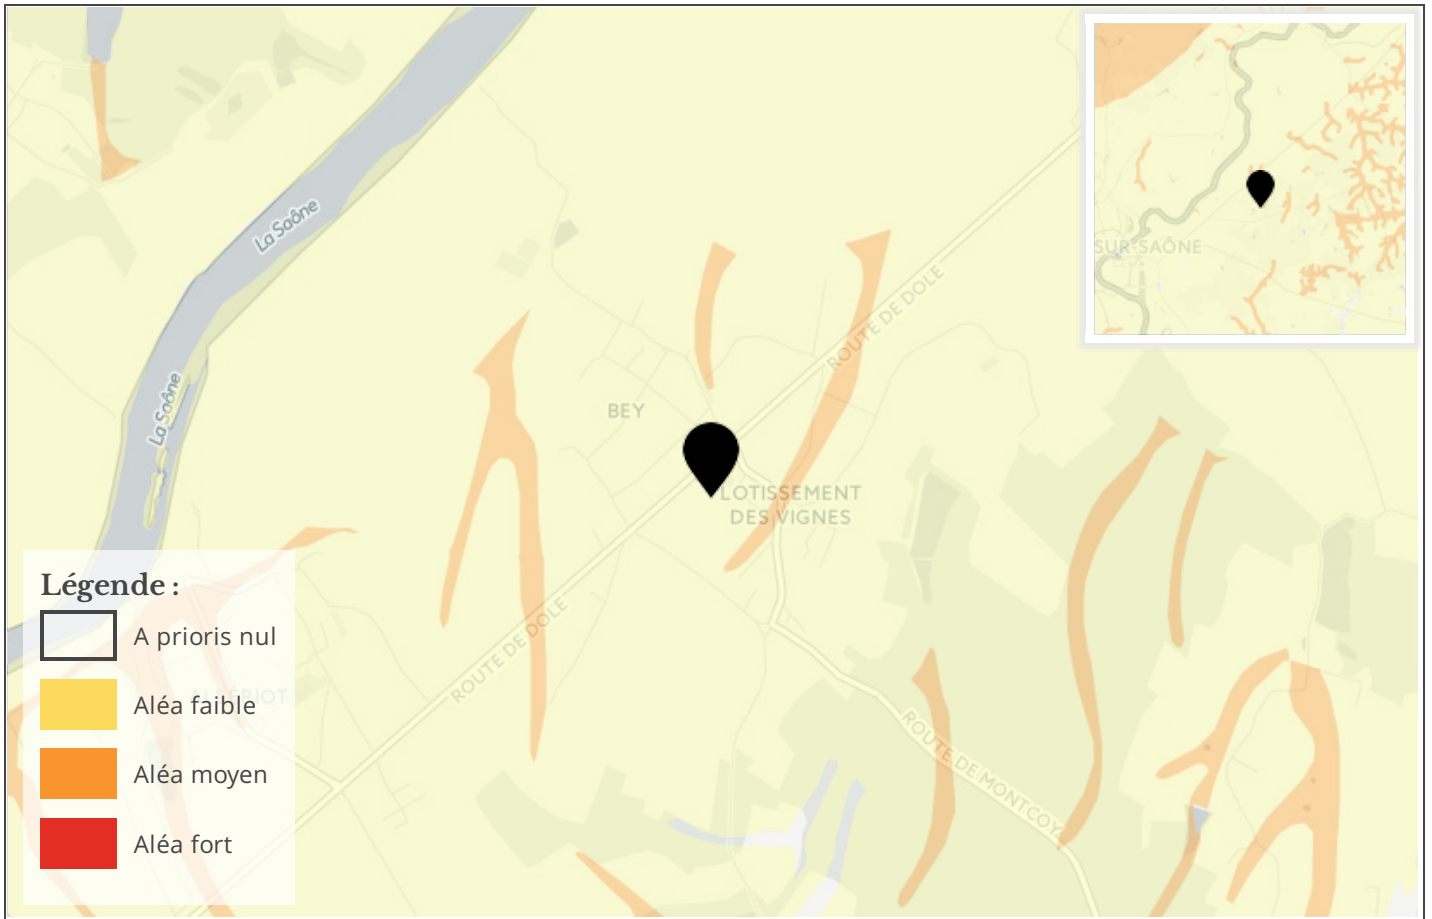 La Saône
SUR-SAÔNE
ROUTE DE DOLE
BEY
La Saône
LOTISSEMENT
DES VIGNES
Légende :
A prioris nul
Aléa faible
Aléa moyen
Aléa fort
ROUTE DE DOLE
ROUTE DE MONTCOY